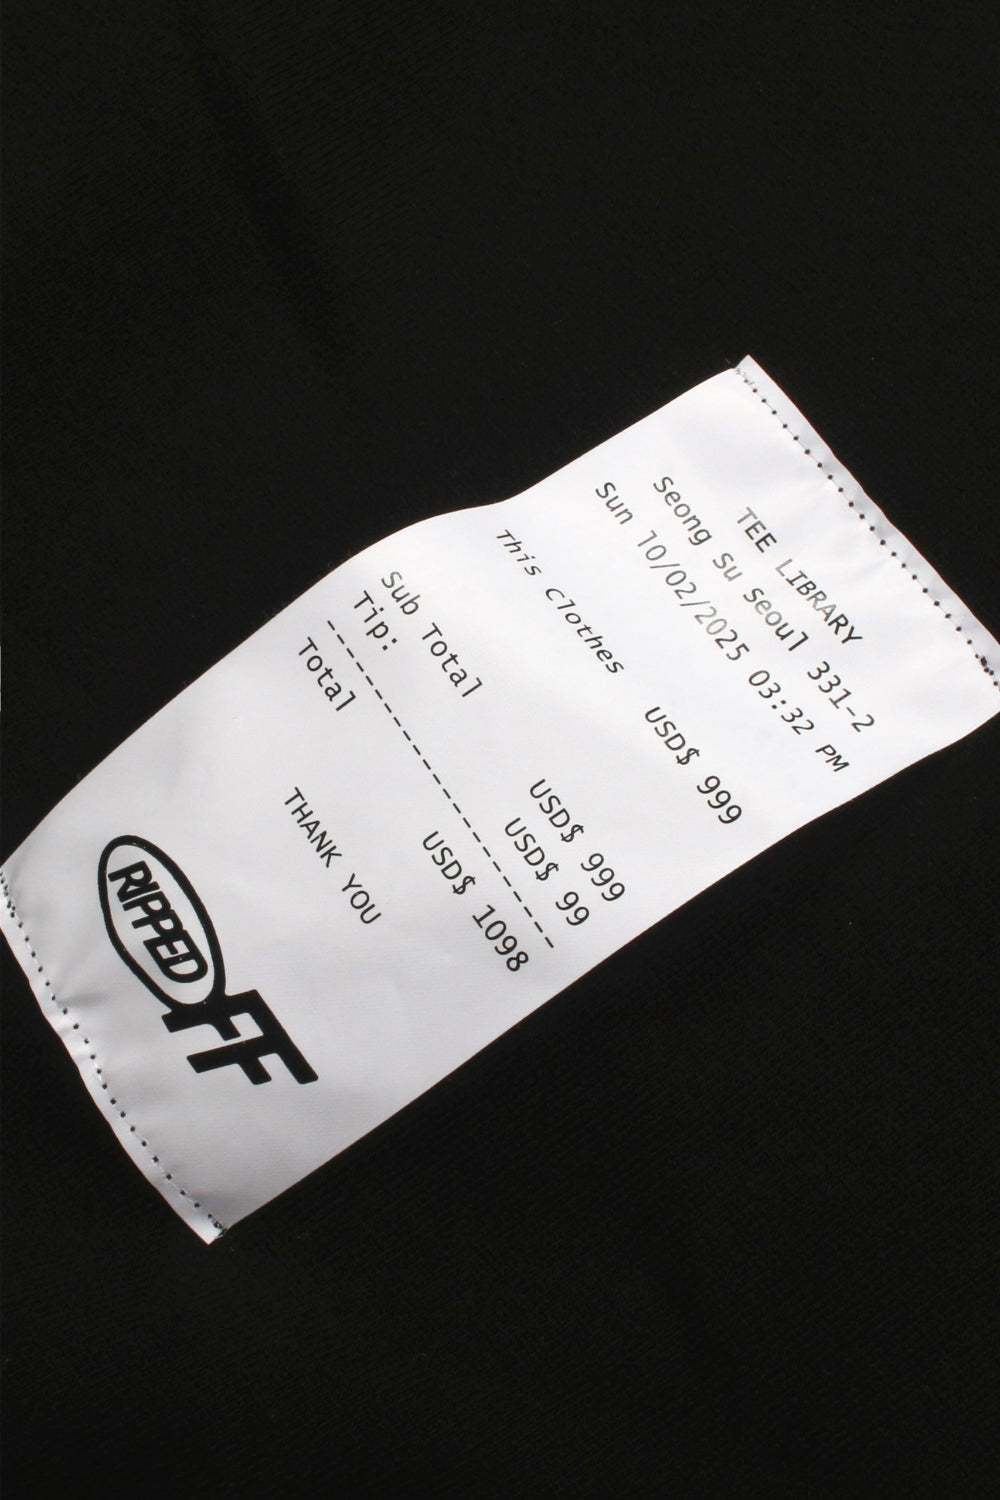 TEE LIBRARY
Seong Su Seoul 331-2
Sun 10/02/2025 03:32 PM
This clothes USD$ 999
Sub Total USD$ 999
Tip: USD$ 99
--------------------------------
Total USD$ 1098
THANK YOU
RIPPED
OFF